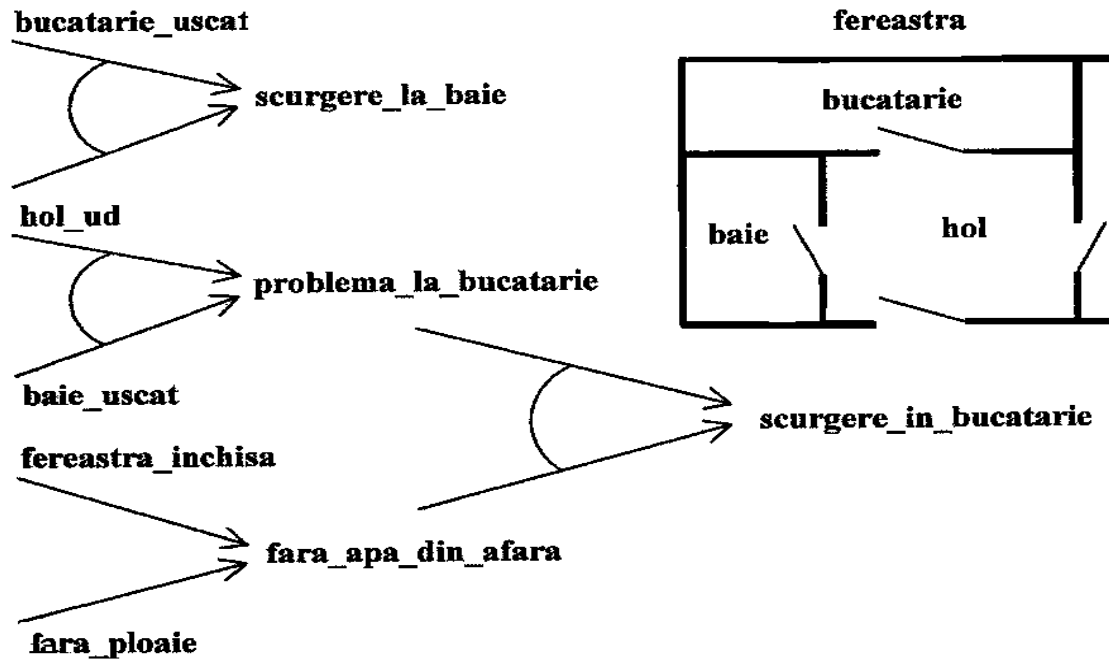 bucatarie_uscat
scurgere_la_baie
hol_ud
problema_la_bucatarie
baie_uscat
fereastra_inchisa
fara_apa_din_afara
fara_ploaie
scurgere_in_bucatarie
fereastra
bucatarie
baie
hol